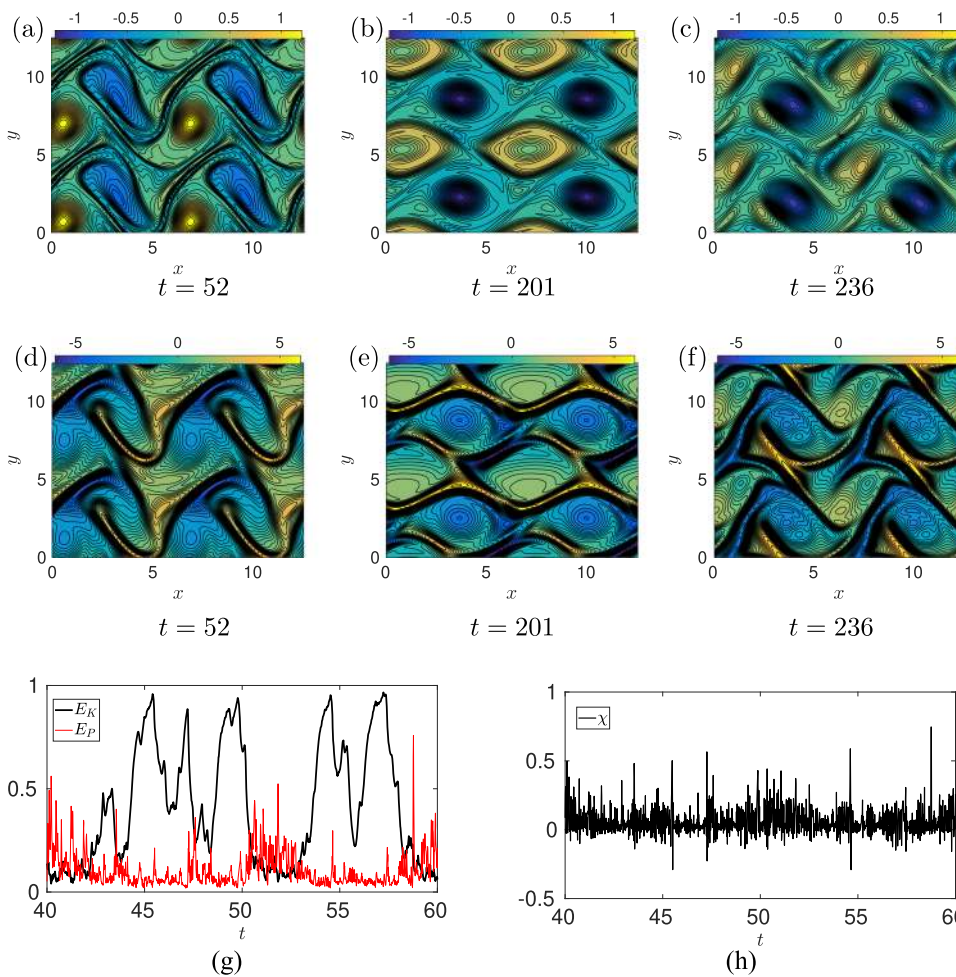 (a) -1 -0.5 0 0.5 1 (b) -1 -0.5 0 0.5 1 (c) -1 -0.5 0 0.5 1
10 10 10
y y y
5 5 5
0 0 0
0 5 10 0 5 10 0 5 10
x x x
t = 52 t = 201 t = 236
(d) -5 0 5 (e) -5 0 5 (f) -5 0 5
10 10 10
y y y
5 5 5
0 0 0
0 5 10 0 5 10 0 5 10
x x x
t = 52 t = 201 t = 236
1 1
E_K χ
E_P
0.5 0.5
0
0 -0.5
40 45 50 55 60 40 45 50 55 60
t t
(g) (h)